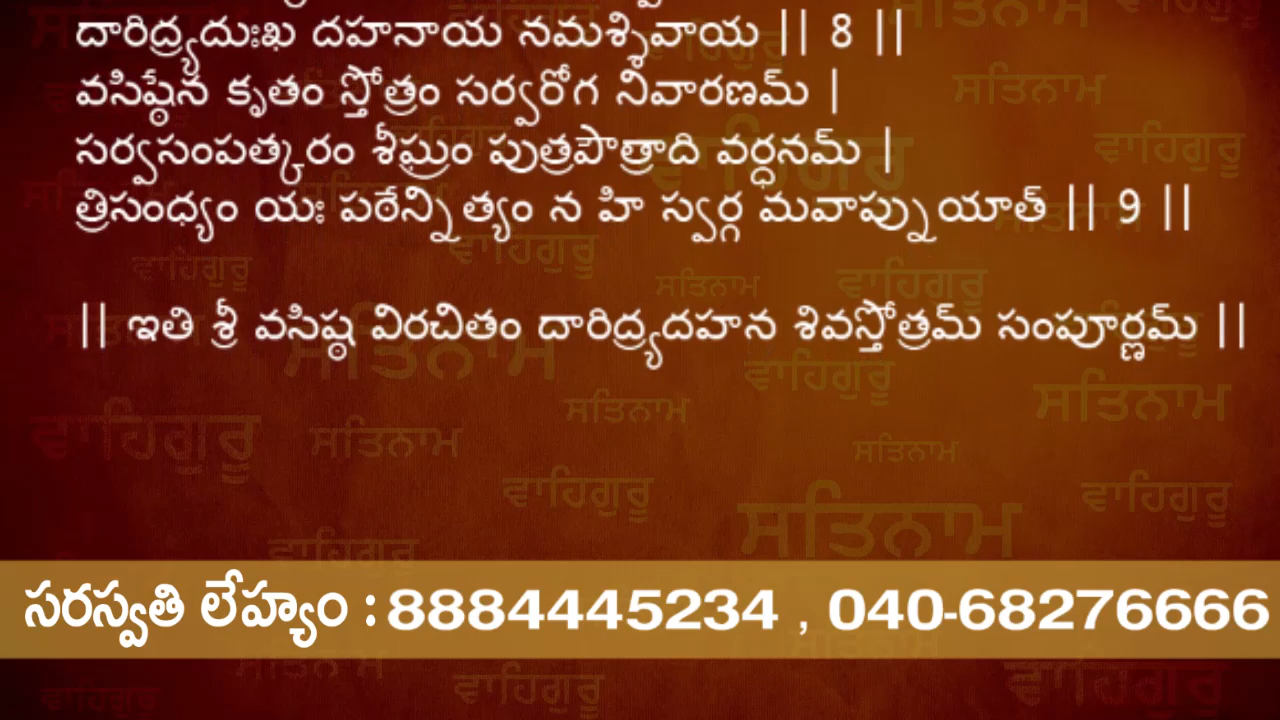 దారిద్ర్యదుఃఖ దహనాయ నమశ్శివాయ || 8 ||
వసిష్ఠేన కృతం స్తోత్రం సర్వరోగ నివారణమ్ |
సర్వసంపత్కరం శీఘ్రం పుత్రపౌత్రాది వర్ధనమ్ |
త్రిసంధ్యం యః పఠేన్నిత్యం న హి స్వర్గ మవాప్నుయాత్ || 9 ||
|| ఇతి శ్రీ వసిష్ఠ విరచితం దారిద్ర్యదహన శివస్తోత్రమ్ సంపూర్ణమ్ ||
ਵਾਹਿਗੁਰੂ
ਸਤਿਨਾਮ
సరస్వతి లేహ్యం : 8884445234 , 040-68276666